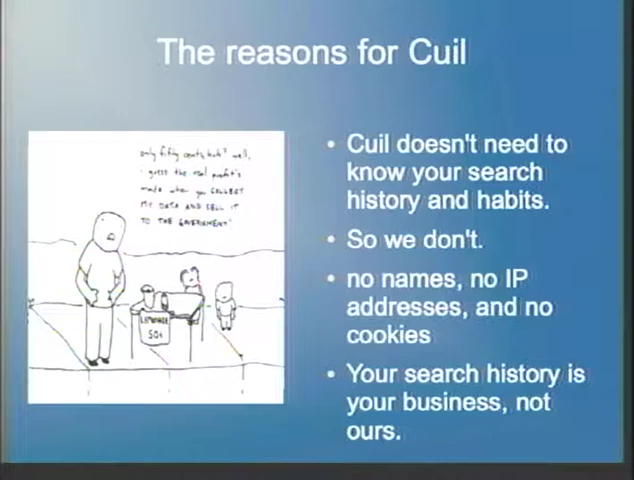 The reasons for Cuil
only fifty cents, huh? well,
i guess the real profit's
made when you COLLECT
MY DATA AND SELL IT
TO THE GOVERNMENT"
LEMONADE
50¢
• Cuil doesn't need to
know your search
history and habits.
• So we don't.
• no names, no IP
addresses, and no
cookies
• Your search history is
your business, not
ours.